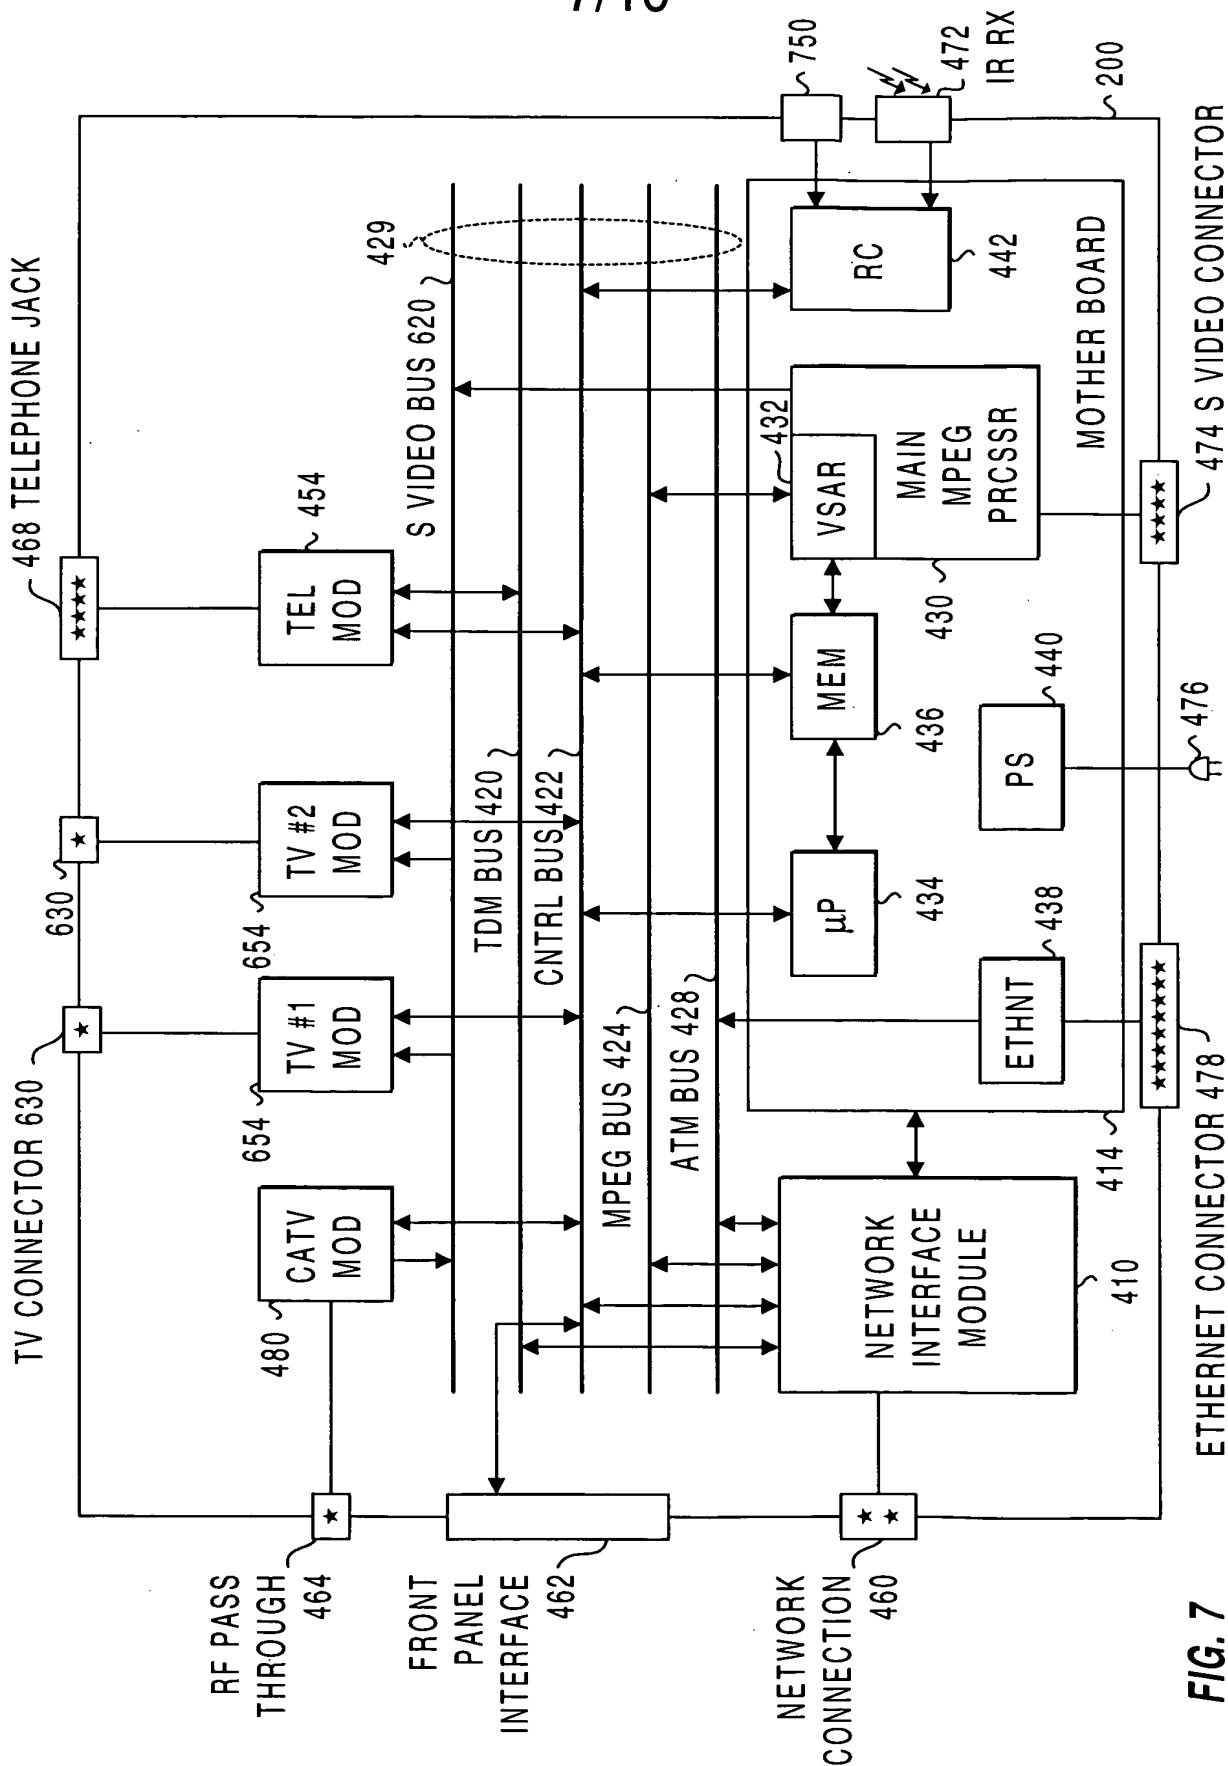 7/10
TV CONNECTOR 630
630
468 TELEPHONE JACK
RF PASS
THROUGH
464
480
CATV
MOD
654
TV #1
MOD
654
TV #2
MOD
TEL
MOD
454
S VIDEO BUS 620
429
TDM BUS 420
CNTRL BUS 422
MPEG BUS 424
ATM BUS 428
FRONT
PANEL
INTERFACE
462
NETWORK
CONNECTION
460
NETWORK
INTERFACE
MODULE
410
414
µP
434
MEM
436
VSAR
432
MAIN
MPEG
PRCSSR
430
RC
442
ETHNT
438
PS
440
MOTHER BOARD
750
472
IR RX
200
ETHERNET CONNECTOR 478
476
474 S VIDEO CONNECTOR
FIG. 7